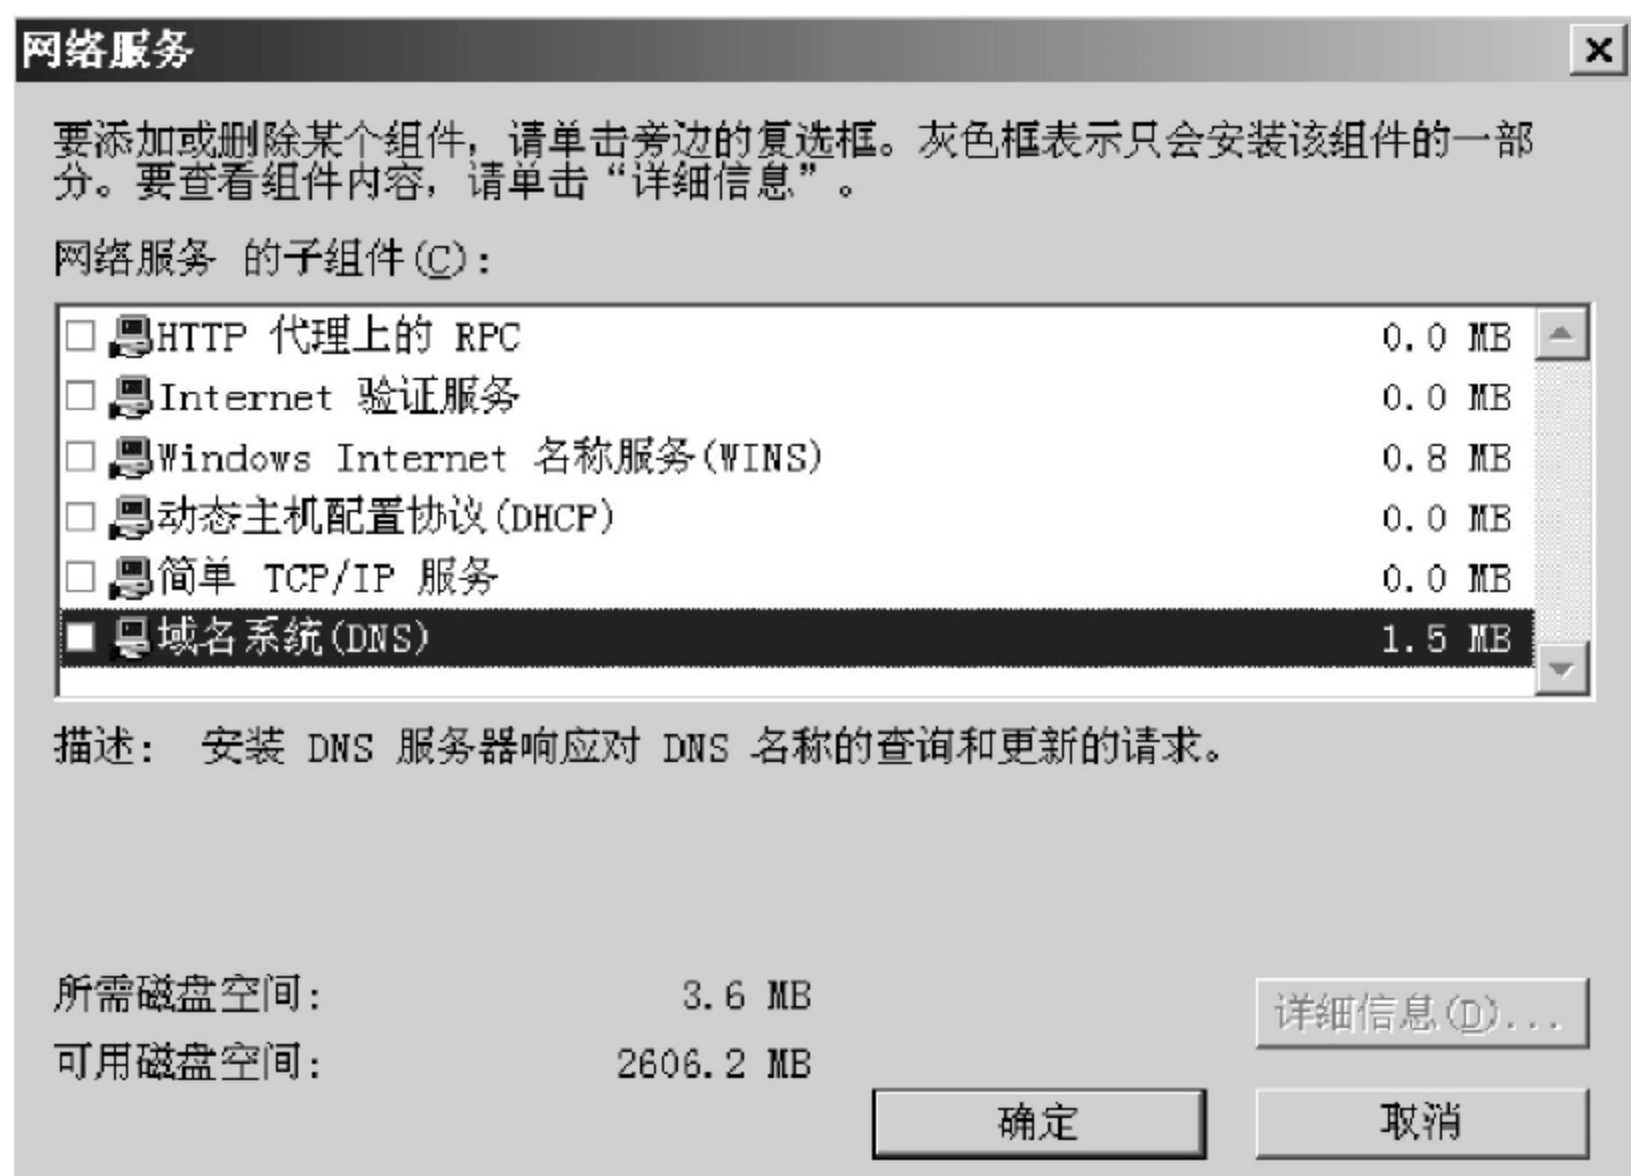 网络服务
要添加或删除某个组件，请单击旁边的复选框。灰色框表示只会安装该组件的一部
分。要查看组件内容，请单击“详细信息”。
网络服务 的子组件(C):
HTTP 代理上的 RPC 0.0 MB
Internet 验证服务 0.0 MB
Windows Internet 名称服务(WINS) 0.8 MB
动态主机配置协议(DHCP) 0.0 MB
简单 TCP/IP 服务 0.0 MB
域名系统(DNS) 1.5 MB
描述: 安装 DNS 服务器响应对 DNS 名称的查询和更新的请求。
所需磁盘空间: 3.6 MB
详细信息(D)...
可用磁盘空间: 2606.2 MB
确定 取消